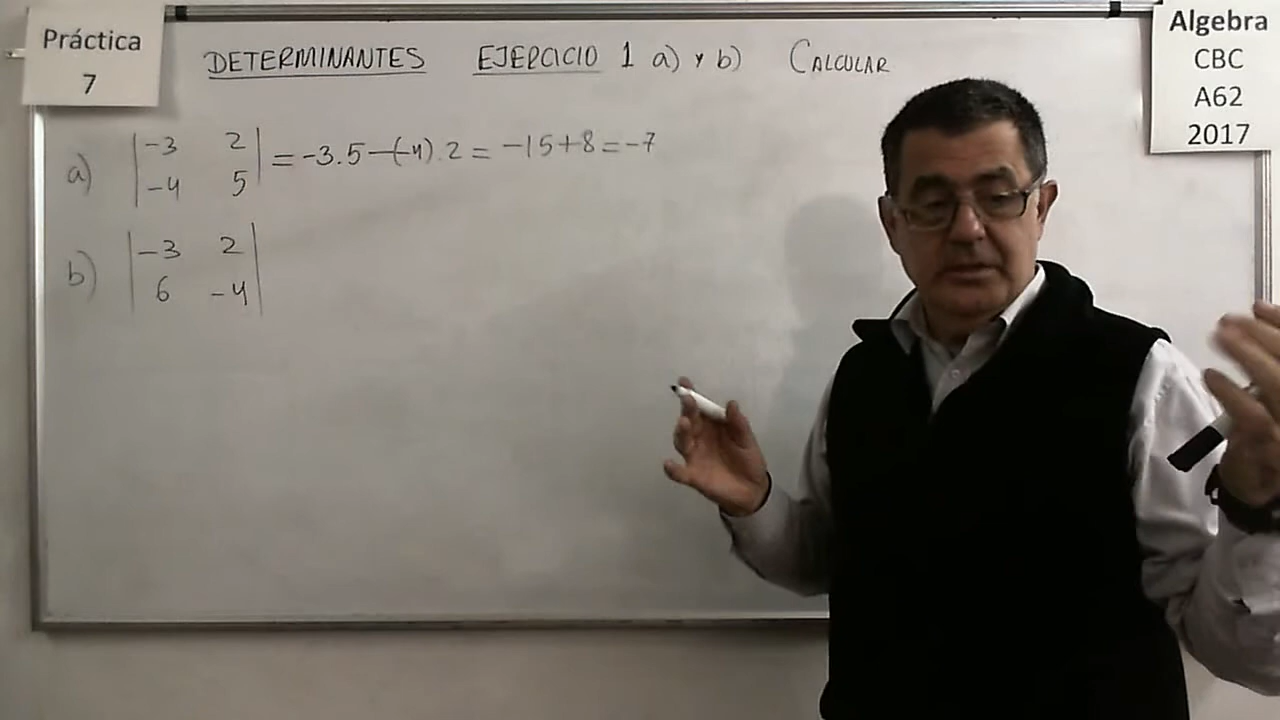 Práctica
7
DETERMINANTES EJERCICIO 1 a) y b) CALCULAR
Algebra
CBC
A62
2017
a) |-3 2| = -3.5-(-4).2 = -15+8=-7
|-4 5|
b) |-3 2|
|6 -4|